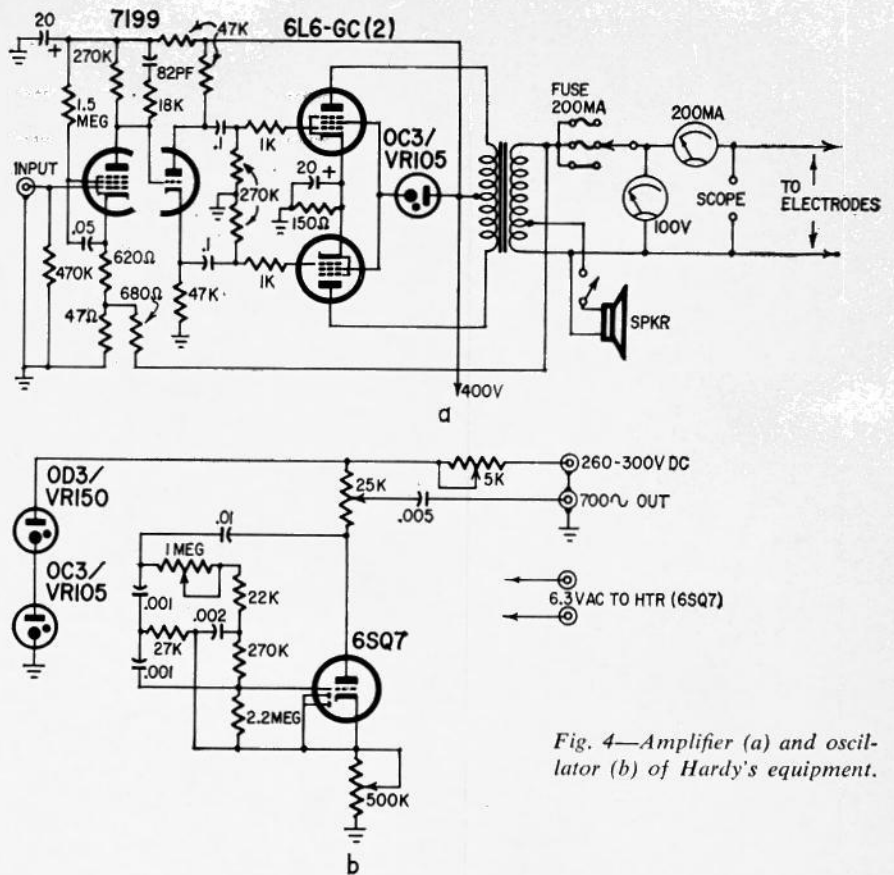 7199
6L6-GC(2)
20
+
47K
270K
82PF
18K
1.5
MEG
INPUT
.1
1K
OC3/
VR105
FUSE
200MA
200MA
20
+
270K
150Ω
.05
620Ω
470K
680Ω
.1
1K
47K
47Ω
100V
SCOPE
TO
ELECTRODES
SPKR
400V
a
OD3/
VR150
25K
5K
260-300V DC
.005
700~ OUT
.01
1 MEG
OC3/
VR105
.001
22K
6.3VAC TO HTR (6SQ7)
.002
27K
270K
6SQ7
.001
2.2MEG
500K
b
Fig. 4—Amplifier (a) and oscil-
lator (b) of Hardy's equipment.